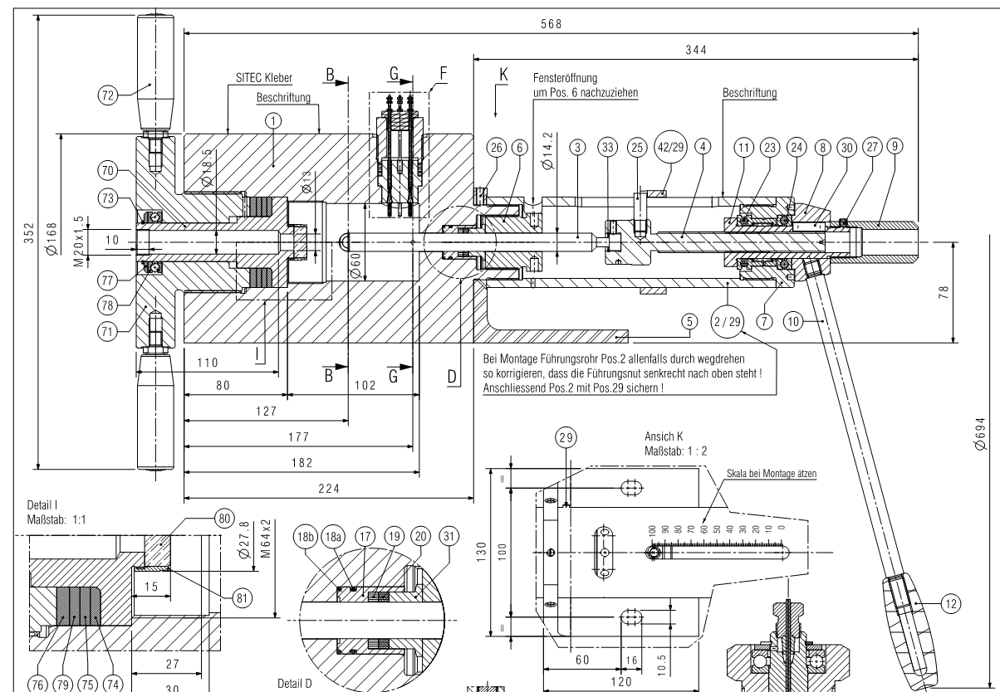 568
344
SITEC Kleber
Beschriftung
B
G
F
K
Fensteröffnung
um Pos. 6 nachzuziehen
Beschriftung
72
1
Ø14.2
26
6
3
33
25
42/29
4
11
23
24
8
30
27
9
352
Ø168
70
73
M20x1.5
10
Ø18.5
Ø13
Ø60
77
78
71
78
I
D
5
2 / 29
7
10
110
80
B
G
102
127
177
182
224
Bei Montage Führungsrohr Pos.2 allenfalls durch wegdrehen
so korrigieren, dass die Führungsnut senkrecht nach oben steht !
Anschliessend Pos.2 mit Pos.29 sichern !
Ø694
Ansich K
Maßstab: 1 : 2
29
Skala bei Montage ätzen
100 90 80 70 60 50 40 30 20 10 0
=
130
100
=
60
16
10.5
120
12
Detail I
Maßstab: 1:1
80
Ø27.8
M64x2
15
81
27
30
76
79
75
74
18b
18a
17
19
20
31
Detail D